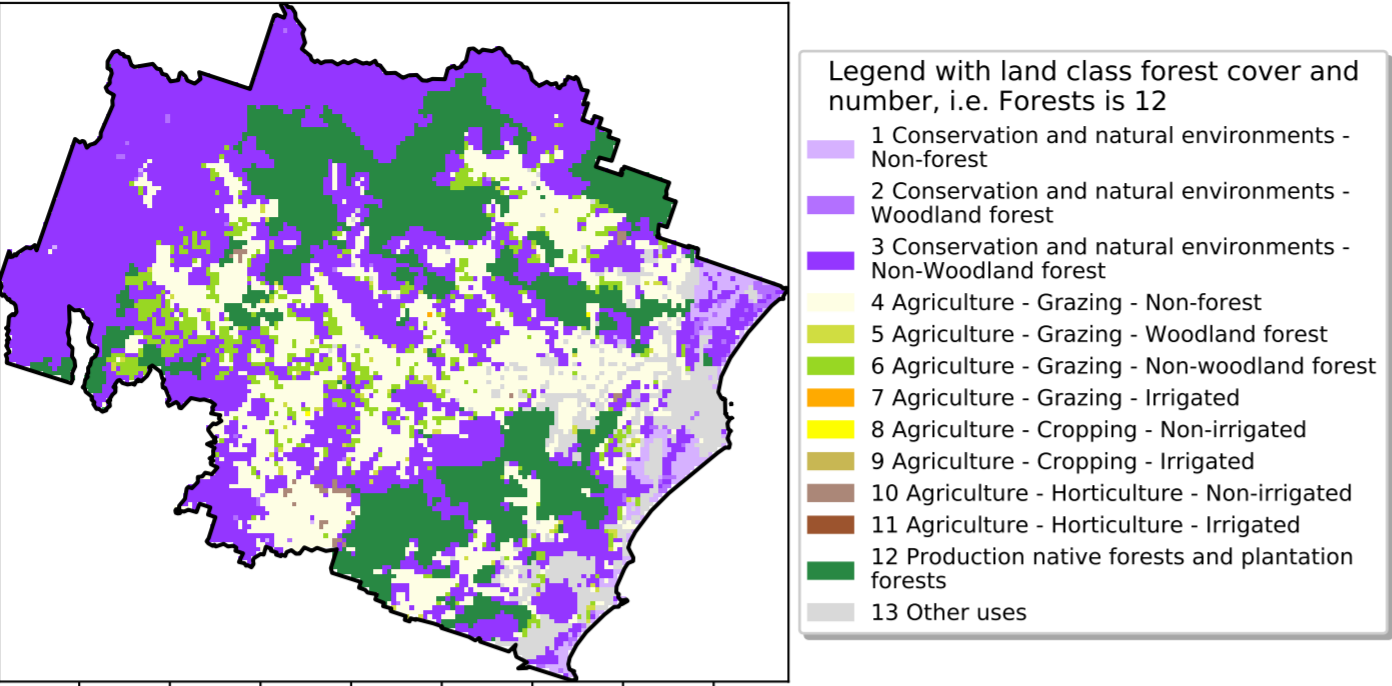 Legend with land class forest cover and
number, i.e. Forests is 12
1 Conservation and natural environments -
Non-forest
2 Conservation and natural environments -
Woodland forest
3 Conservation and natural environments -
Non-Woodland forest
4 Agriculture - Grazing - Non-forest
5 Agriculture - Grazing - Woodland forest
6 Agriculture - Grazing - Non-woodland forest
7 Agriculture - Grazing - Irrigated
8 Agriculture - Cropping - Non-irrigated
9 Agriculture - Cropping - Irrigated
10 Agriculture - Horticulture - Non-irrigated
11 Agriculture - Horticulture - Irrigated
12 Production native forests and plantation
forests
13 Other uses